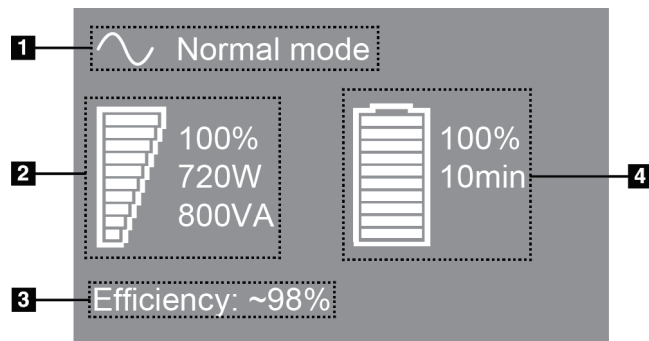 1 Normal mode
2 100%
720W
800VA
100%
10min 4
3 Efficiency: ~98%